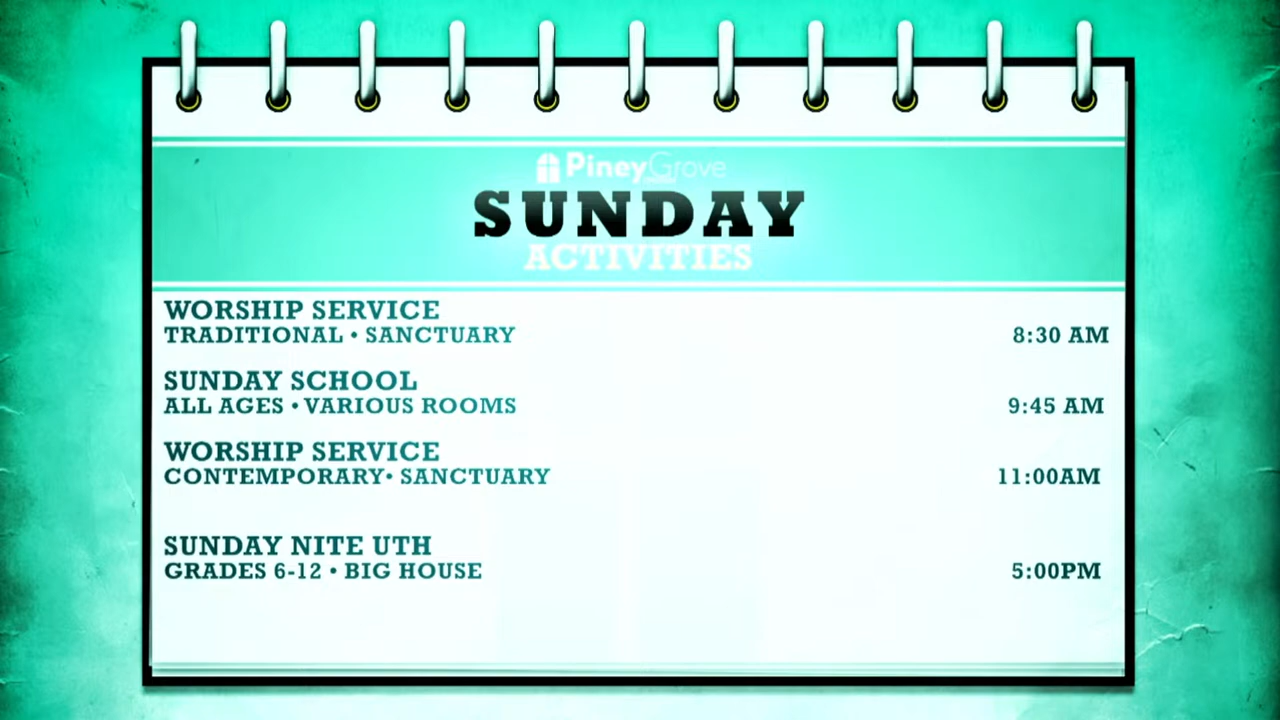 PineyGrove
SUNDAY
ACTIVITIES
WORSHIP SERVICE
TRADITIONAL • SANCTUARY 8:30 AM
SUNDAY SCHOOL
ALL AGES • VARIOUS ROOMS 9:45 AM
WORSHIP SERVICE
CONTEMPORARY• SANCTUARY 11:00AM
SUNDAY NITE UTH
GRADES 6-12 • BIG HOUSE 5:00PM